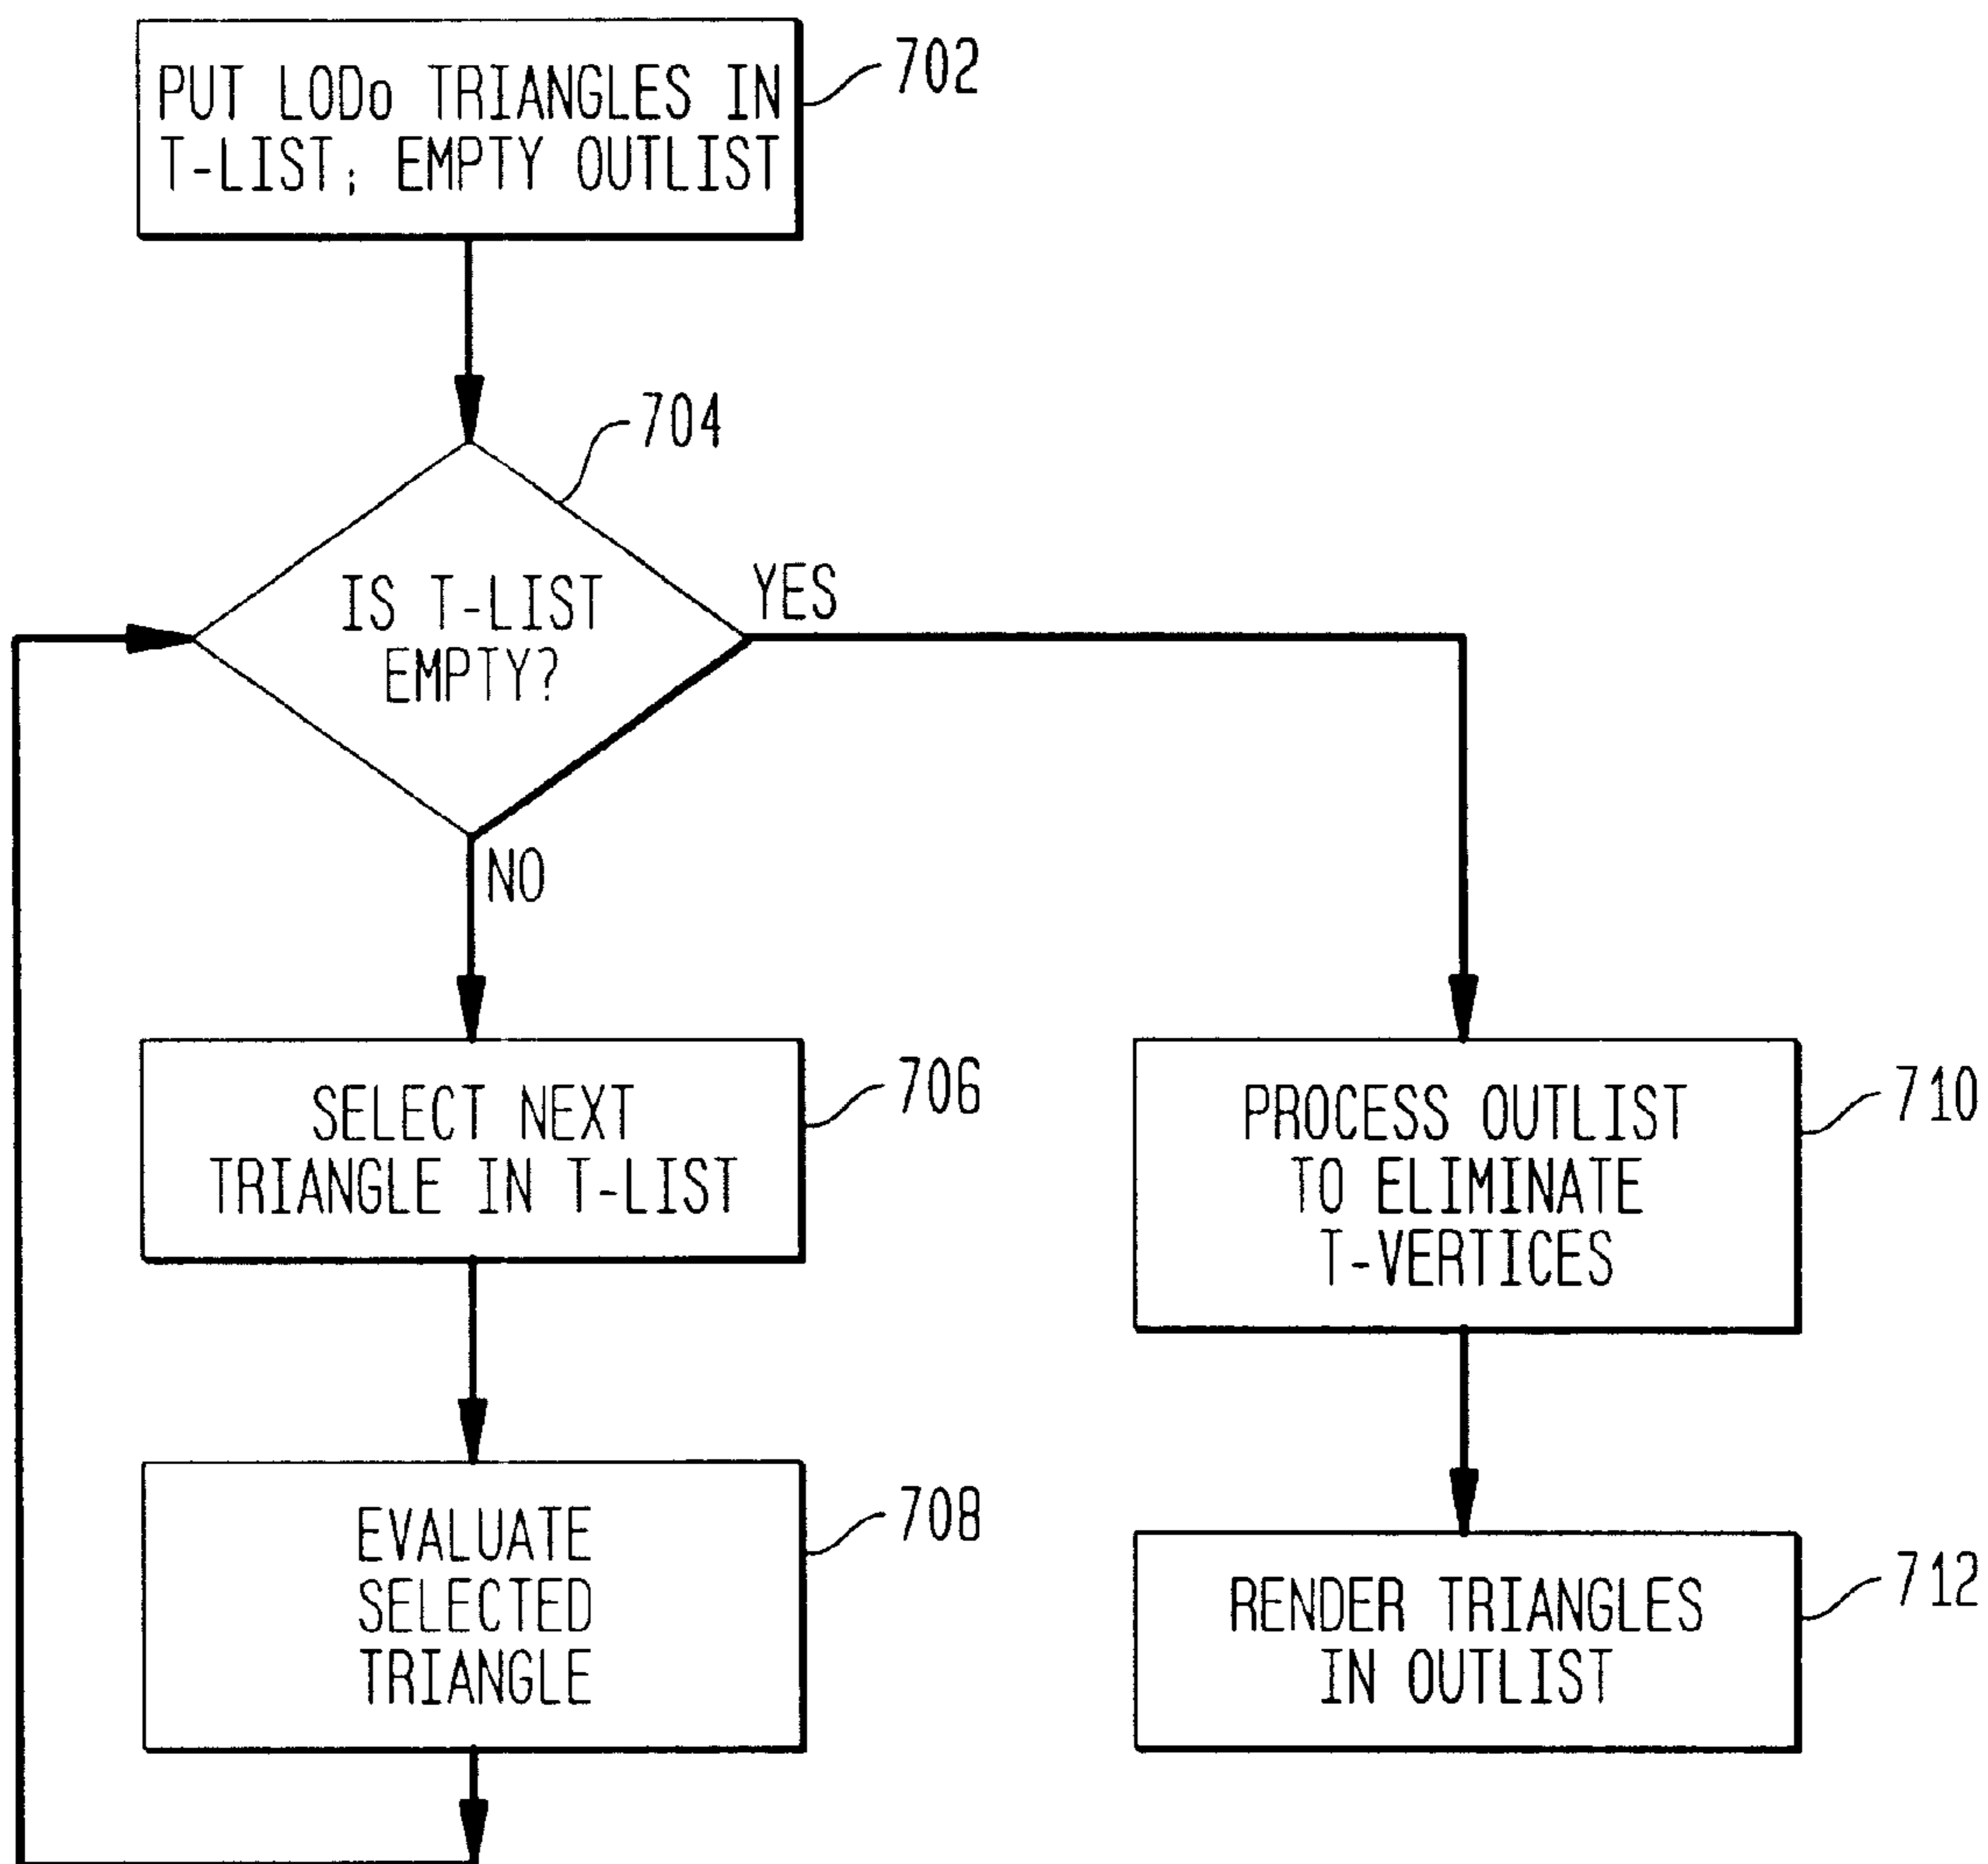 PUT LODo TRIANGLES IN
T-LIST; EMPTY OUTLIST
702
704
IS T-LIST
EMPTY?
YES
NO
SELECT NEXT
TRIANGLE IN T-LIST
706
PROCESS OUTLIST
TO ELIMINATE
T-VERTICES
710
EVALUATE
SELECTED
TRIANGLE
708
RENDER TRIANGLES
IN OUTLIST
712